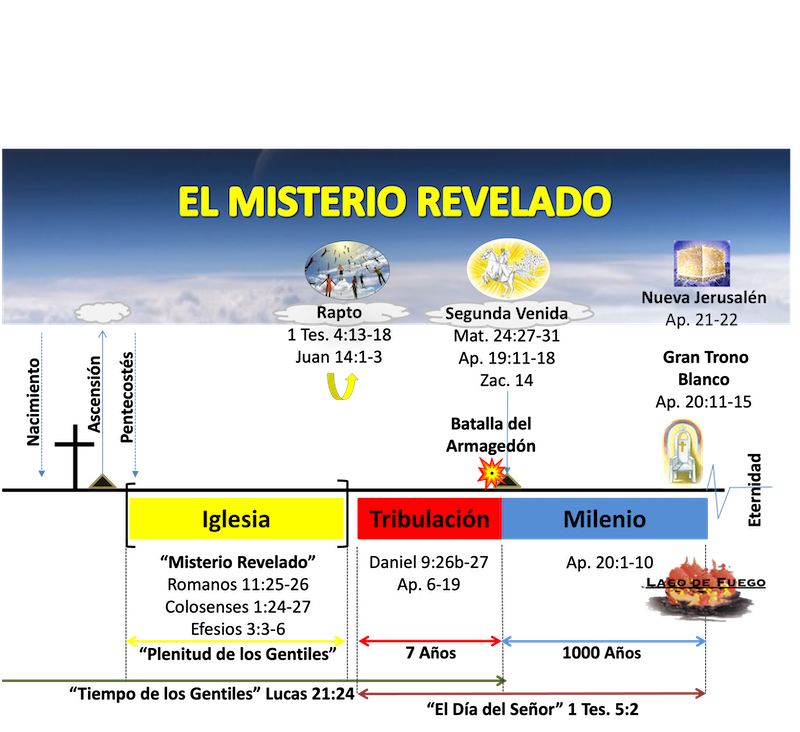 EL MISTERIO REVELADO
Rapto
1 Tes. 4:13-18
Juan 14:1-3
Segunda Venida
Mat. 24:27-31
Ap. 19:11-18
Zac. 14
Nueva Jerusalén
Ap. 21-22
Gran Trono
Blanco
Ap. 20:11-15
Nacimiento
Ascensión
Pentecostés
Batalla del
Armagedón
Eternidad
Iglesia
Tribulación
Milenio
“Misterio Revelado”
Romanos 11:25-26
Colosenses 1:24-27
Efesios 3:3-6
“Plenitud de los Gentiles”
Daniel 9:26b-27
Ap. 6-19
7 Años
Ap. 20:1-10
Lago de Fuego
1000 Años
“Tiempo de los Gentiles” Lucas 21:24
“El Día del Señor” 1 Tes. 5:2